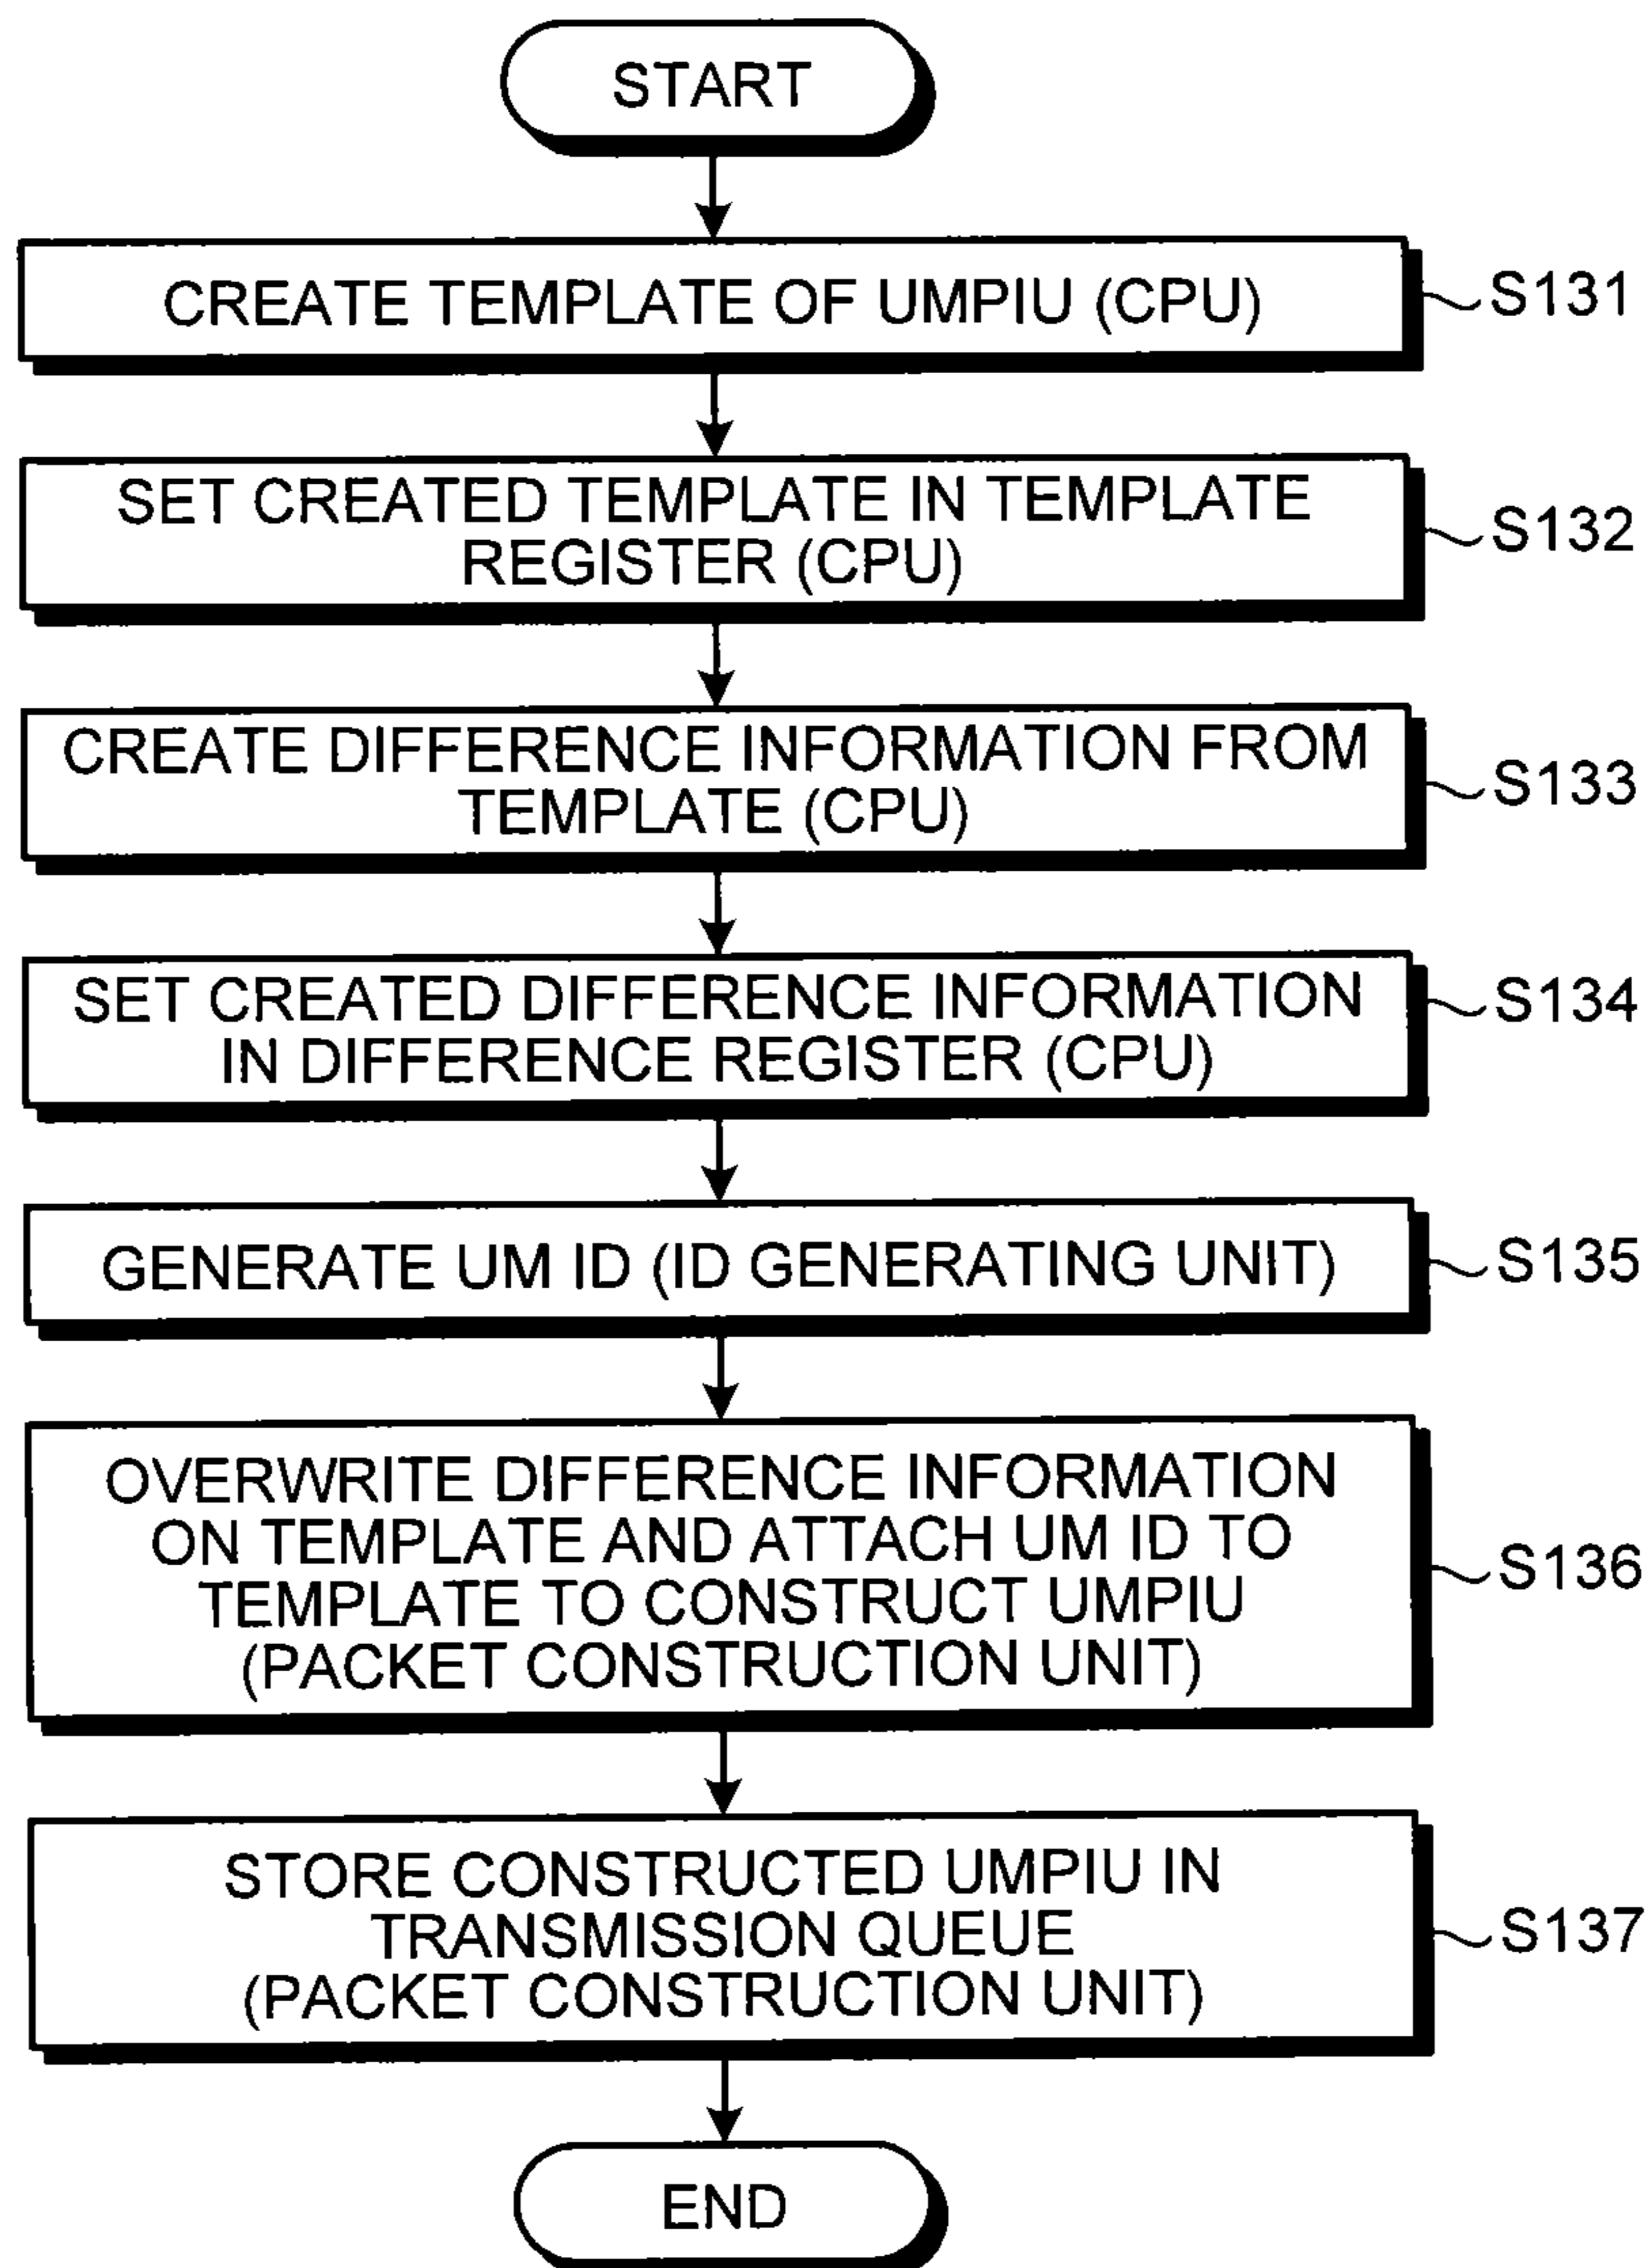 START
CREATE TEMPLATE OF UMPIU (CPU)
S131
SET CREATED TEMPLATE IN TEMPLATE
REGISTER (CPU)
S132
CREATE DIFFERENCE INFORMATION FROM
TEMPLATE (CPU)
S133
SET CREATED DIFFERENCE INFORMATION
IN DIFFERENCE REGISTER (CPU)
S134
GENERATE UM ID (ID GENERATING UNIT)
S135
OVERWRITE DIFFERENCE INFORMATION
ON TEMPLATE AND ATTACH UM ID TO
TEMPLATE TO CONSTRUCT UMPIU
(PACKET CONSTRUCTION UNIT)
S136
STORE CONSTRUCTED UMPIU IN
TRANSMISSION QUEUE
(PACKET CONSTRUCTION UNIT)
S137
END